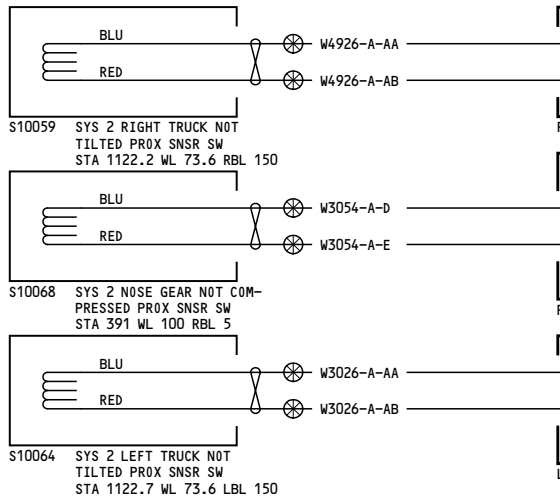 BLU
W4926-A-AA
RED
W4926-A-AB
S10059 SYS 2 RIGHT TRUCK NOT
TILTED PROX SNSR SW
STA 1122.2 WL 73.6 RBL 150
BLU
W3054-A-D
RED
W3054-A-E
S10068 SYS 2 NOSE GEAR NOT COM-
PRESSED PROX SNSR SW
STA 391 WL 100 RBL 5
BLU
W3026-A-AA
RED
W3026-A-AB
S10064 SYS 2 LEFT TRUCK NOT
TILTED PROX SNSR SW
STA 1122.7 WL 73.6 LBL 150